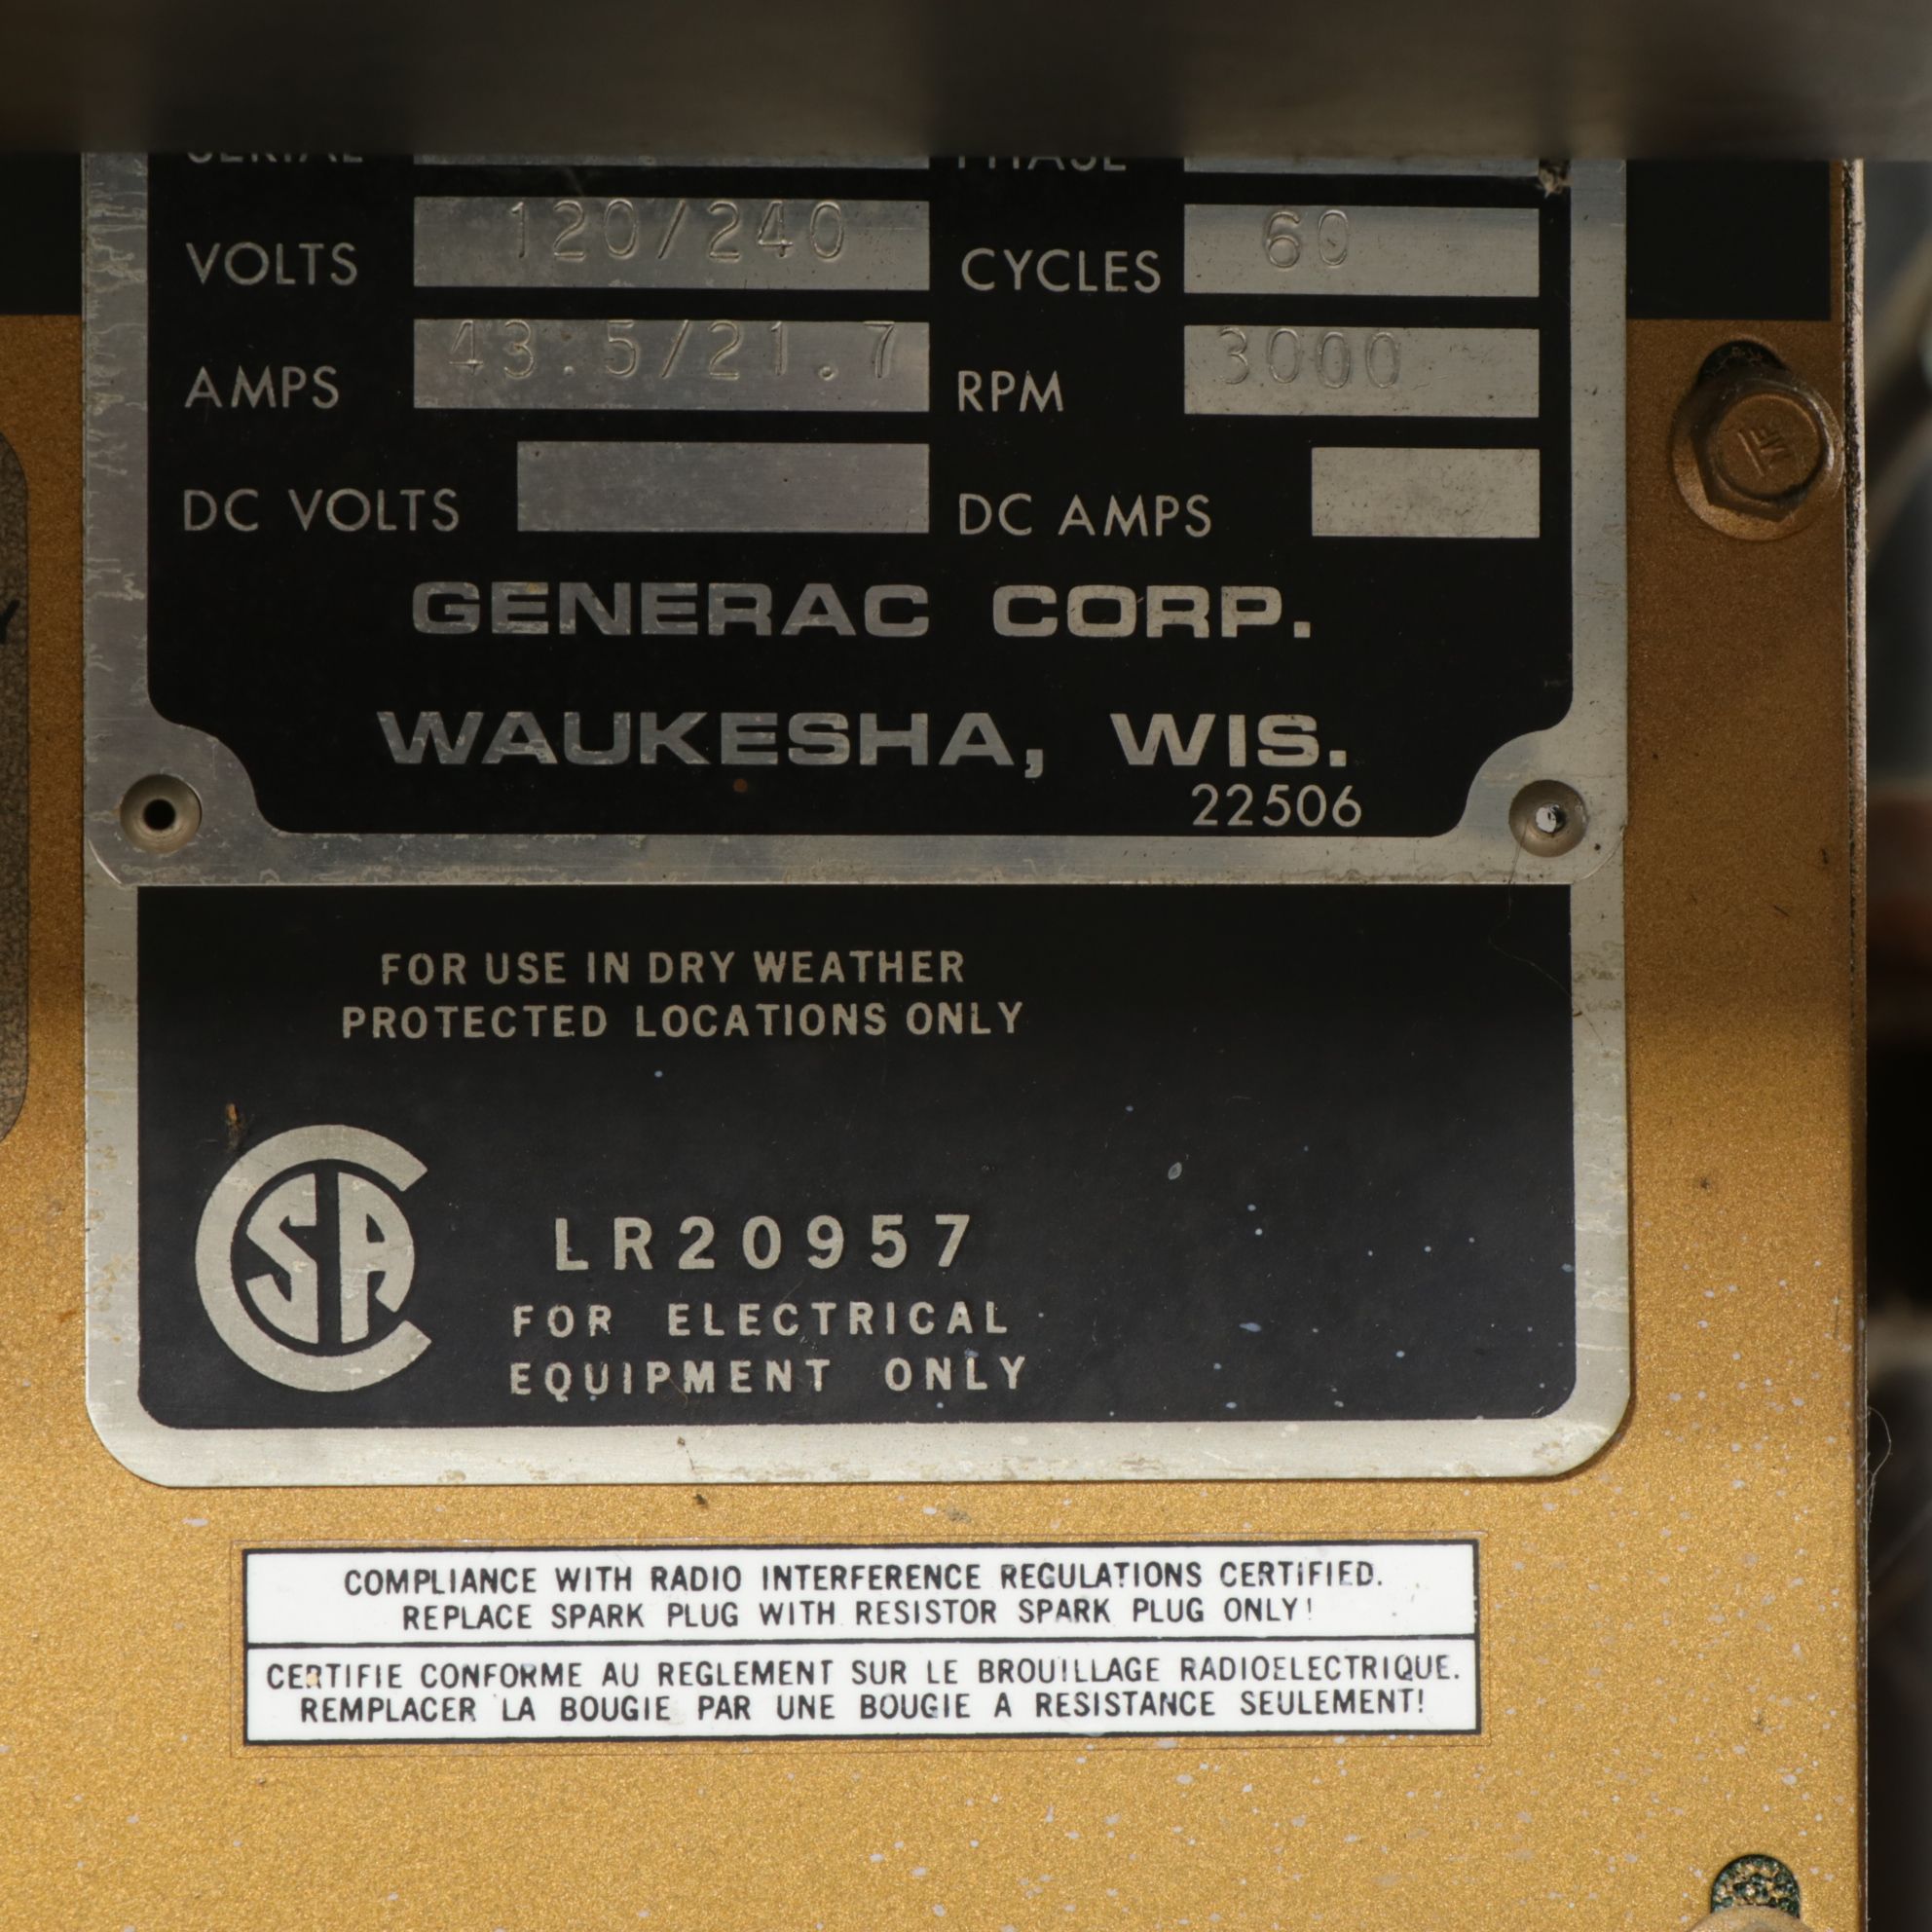 SERIAL PHASE
VOLTS 120/240 CYCLES 60
AMPS 43.5/21.7 RPM 3000
DC VOLTS DC AMPS
GENERAC CORP.
WAUKESHA, WIS.
22506
FOR USE IN DRY WEATHER
PROTECTED LOCATIONS ONLY
CSA
LR20957
FOR ELECTRICAL
EQUIPMENT ONLY
COMPLIANCE WITH RADIO INTERFERENCE REGULATIONS CERTIFIED.
REPLACE SPARK PLUG WITH RESISTOR SPARK PLUG ONLY!
CERTIFIE CONFORME AU REGLEMENT SUR LE BROUILLAGE RADIOELECTRIQUE.
REMPLACER LA BOUGIE PAR UNE BOUGIE A RESISTANCE SEULEMENT!